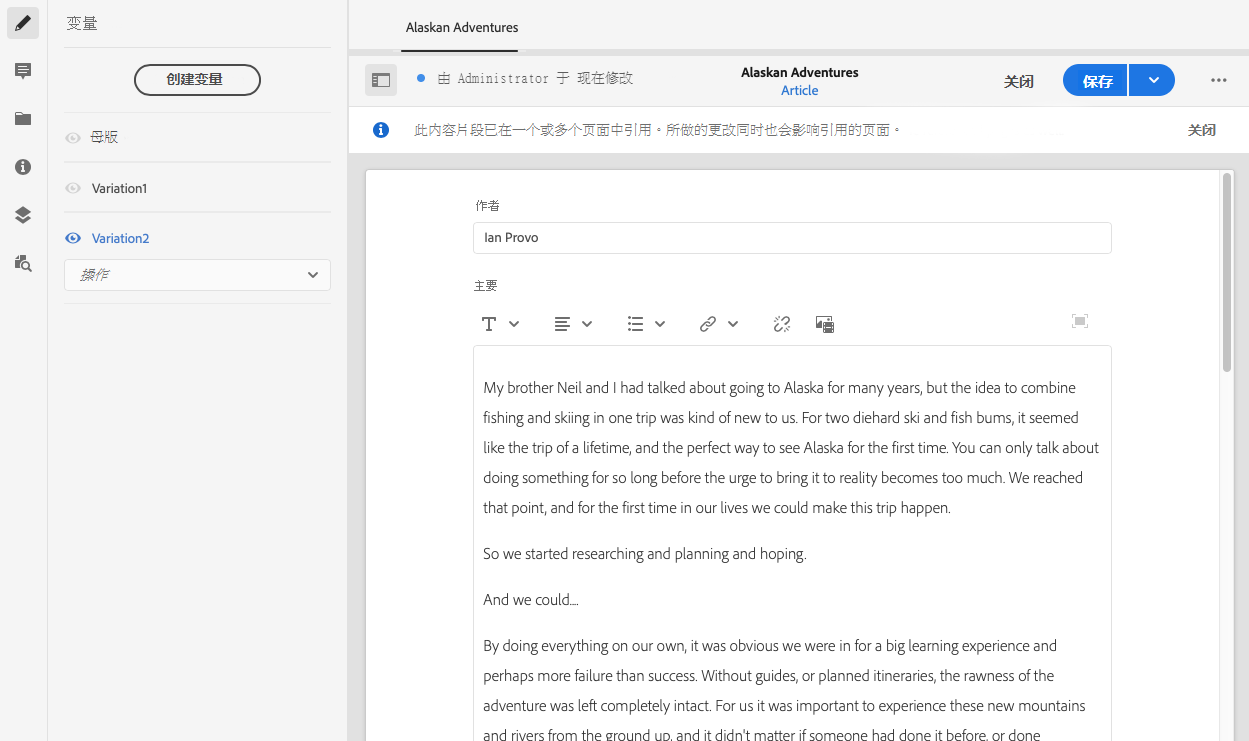 变量
创建变量
母版
Variation1
Variation2
操作
Alaskan Adventures
由 Administrator 于 现在修改
Alaskan Adventures
Article
关闭
保存
此内容片段已在一个或多个页面中引用。所做的更改同时也会影响引用的页面。
关闭
作者
Ian Provo
主要
My brother Neil and I had talked about going to Alaska for many years, but the idea to combine
fishing and skiing in one trip was kind of new to us. For two diehard ski and fish bums, it seemed
like the trip of a lifetime, and the perfect way to see Alaska for the first time. You can only talk about
doing something for so long before the urge to bring it to reality becomes too much. We reached
that point, and for the first time in our lives we could make this trip happen.
So we started researching and planning and hoping.
And we could....
By doing everything on our own, it was obvious we were in for a big learning experience and
perhaps more failure than success. Without guides, or planned itineraries, the rawness of the
adventure was left completely intact. For us it was important to experience these new mountains
and rivers from the ground up, and it didn't matter if someone had done it before, or done